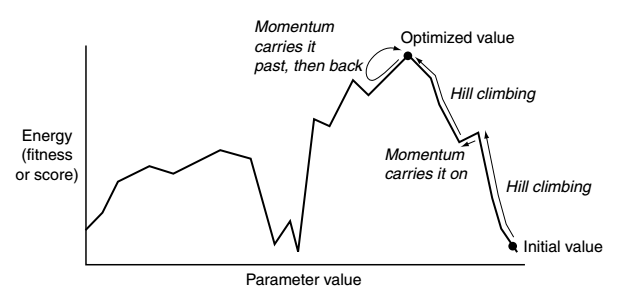 Momentum
carries it
past, then back
Optimized value
Hill climbing
Energy
(fitness
or score)
Momentum
carries it on
Hill climbing
Initial value
Parameter value